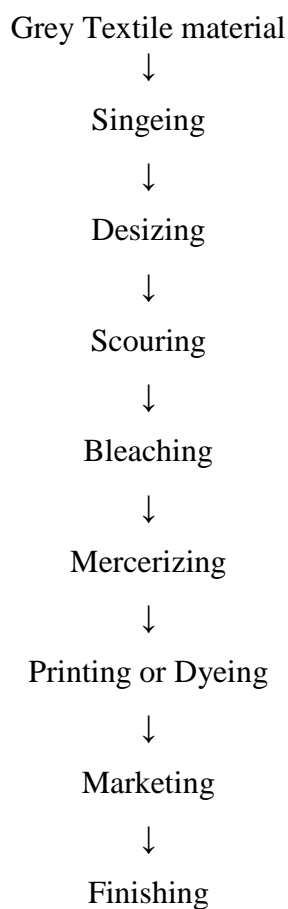 Grey Textile material
↓
Singeing
↓
Desizing
↓
Scouring
↓
Bleaching
↓
Mercerizing
↓
Printing or Dyeing
↓
Marketing
↓
Finishing